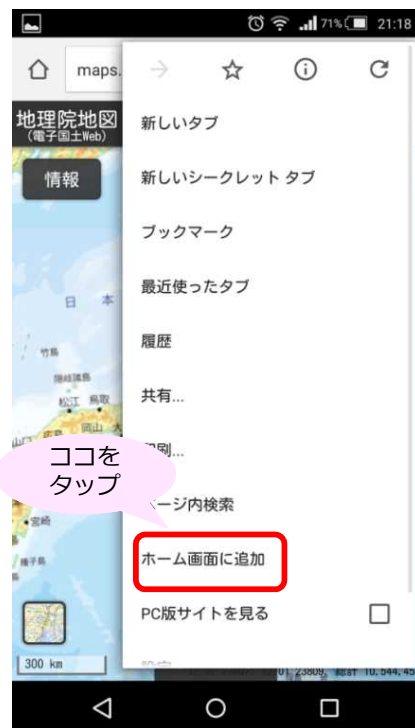 71% 21:18
maps.
地理院地図
(電子国土Web)
情報
新しいタブ
新しいシークレット タブ
ブックマーク
最近使ったタブ
履歴
共有...
ココを
タップ
ページ内検索
ホーム画面に追加
PC版サイトを見る
日 本
竹島
隠岐諸島
松江 鳥取
岡山
宮崎
種子島
300 km